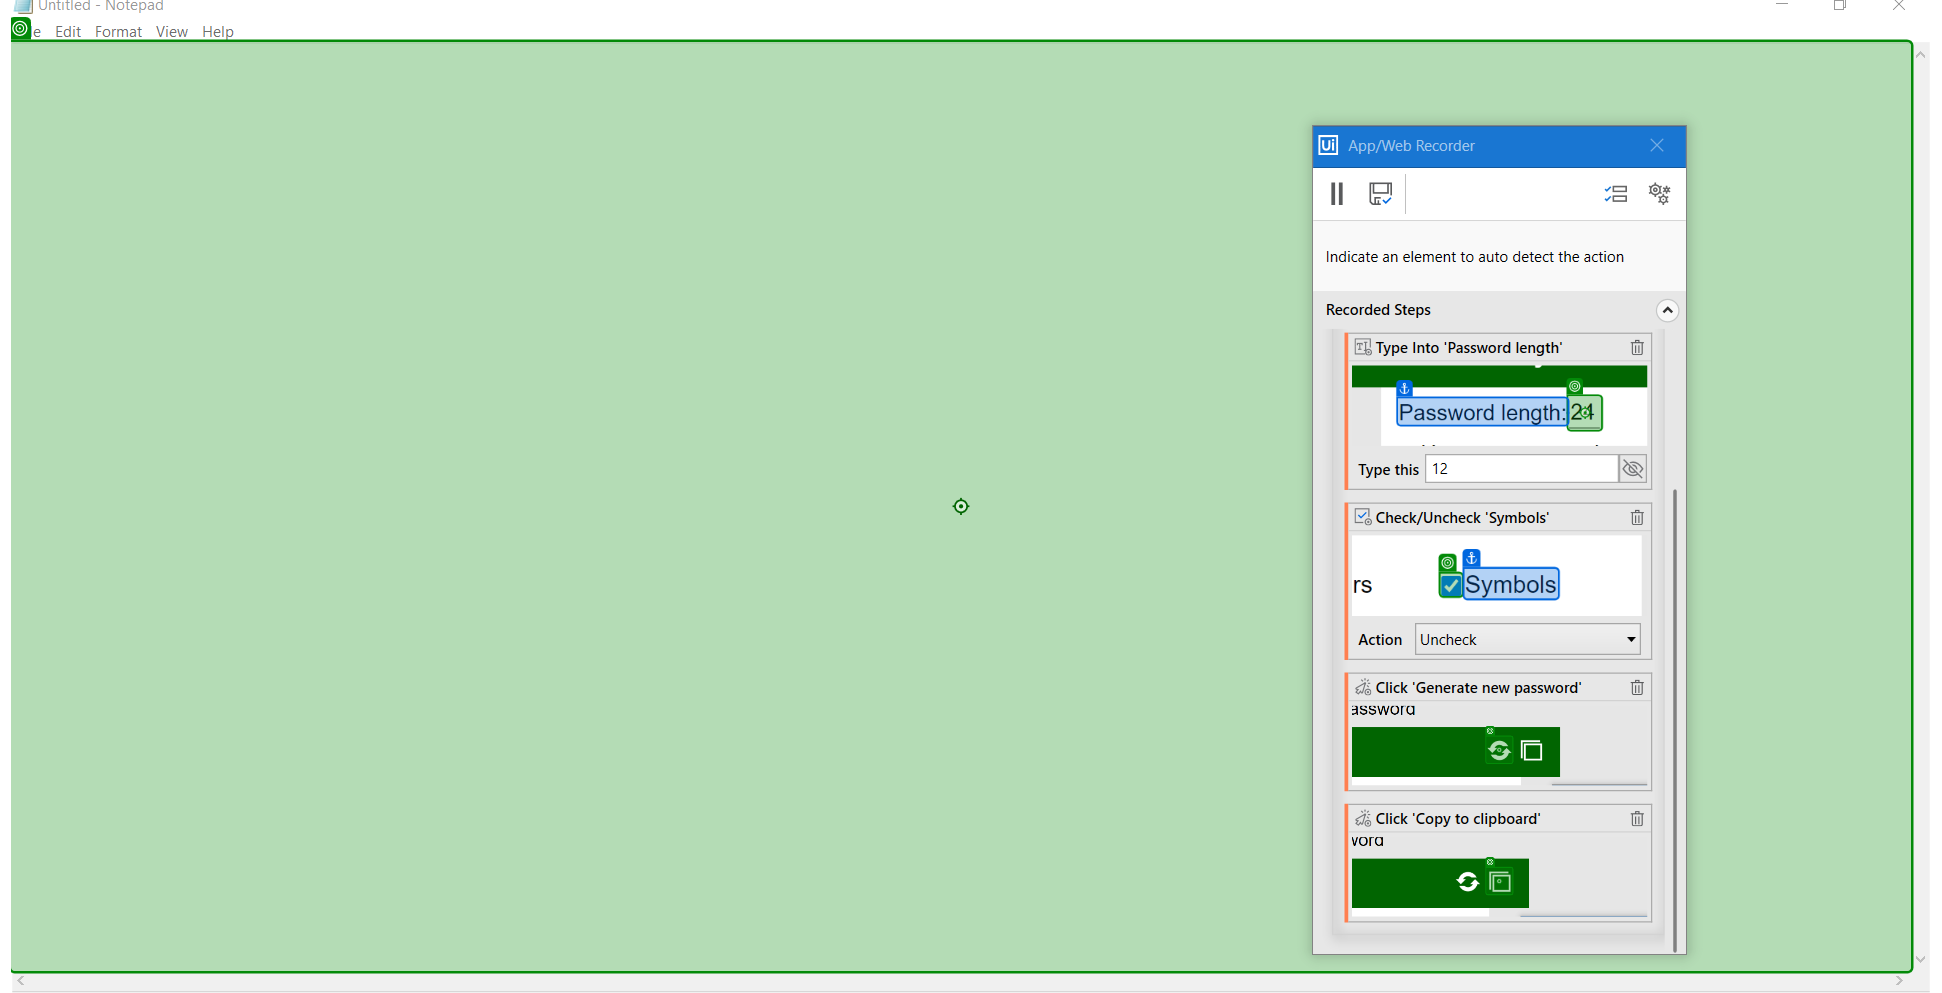 Untitled - Notepad
e Edit Format View Help
Ui App/Web Recorder
Indicate an element to auto detect the action
Recorded Steps
Type Into 'Password length'
Password length: 24
Type this 12
Check/Uncheck 'Symbols'
rs Symbols
Action Uncheck
Click 'Generate new password'
assword
Click 'Copy to clipboard'
word